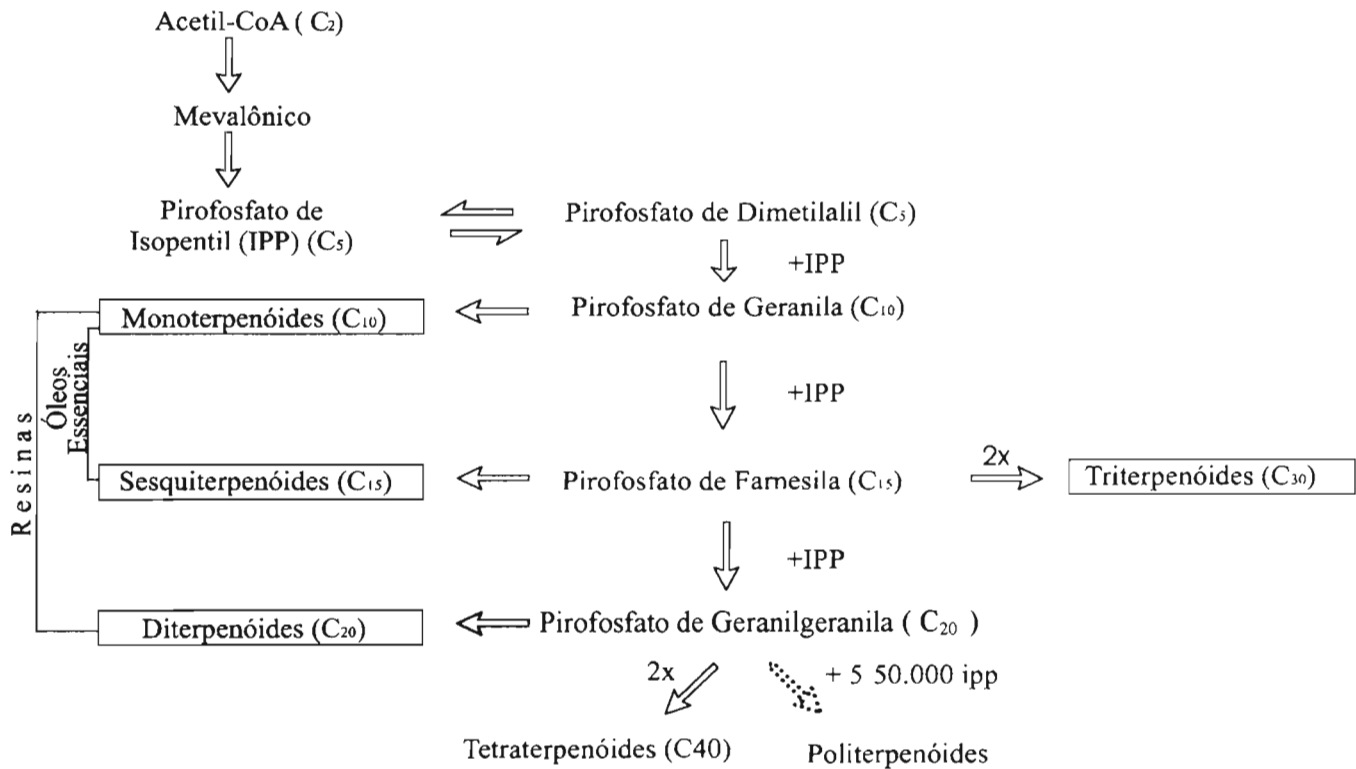 Acetil-CoA ( C₂)
Mevalônico
Pirofosfato de
Isopentil (IPP) (C₅)
Pirofosfato de Dimetilalil (C₅)
+IPP
Monoterpenóides (C₁₀)
Pirofosfato de Geranila (C₁₀)
+IPP
Resinas
Óleos
Essenciais
Sesquiterpenóides (C₁₅)
Pirofosfato de Famesila (C₁₅)
2x
Triterpenóides (C₃₀)
+IPP
Diterpenóides (C₂₀)
Pirofosfato de Geranilgeranila ( C₂₀ )
2x
+ 5 50.000 ipp
Tetraterpenóides (C40)
Politerpenóides